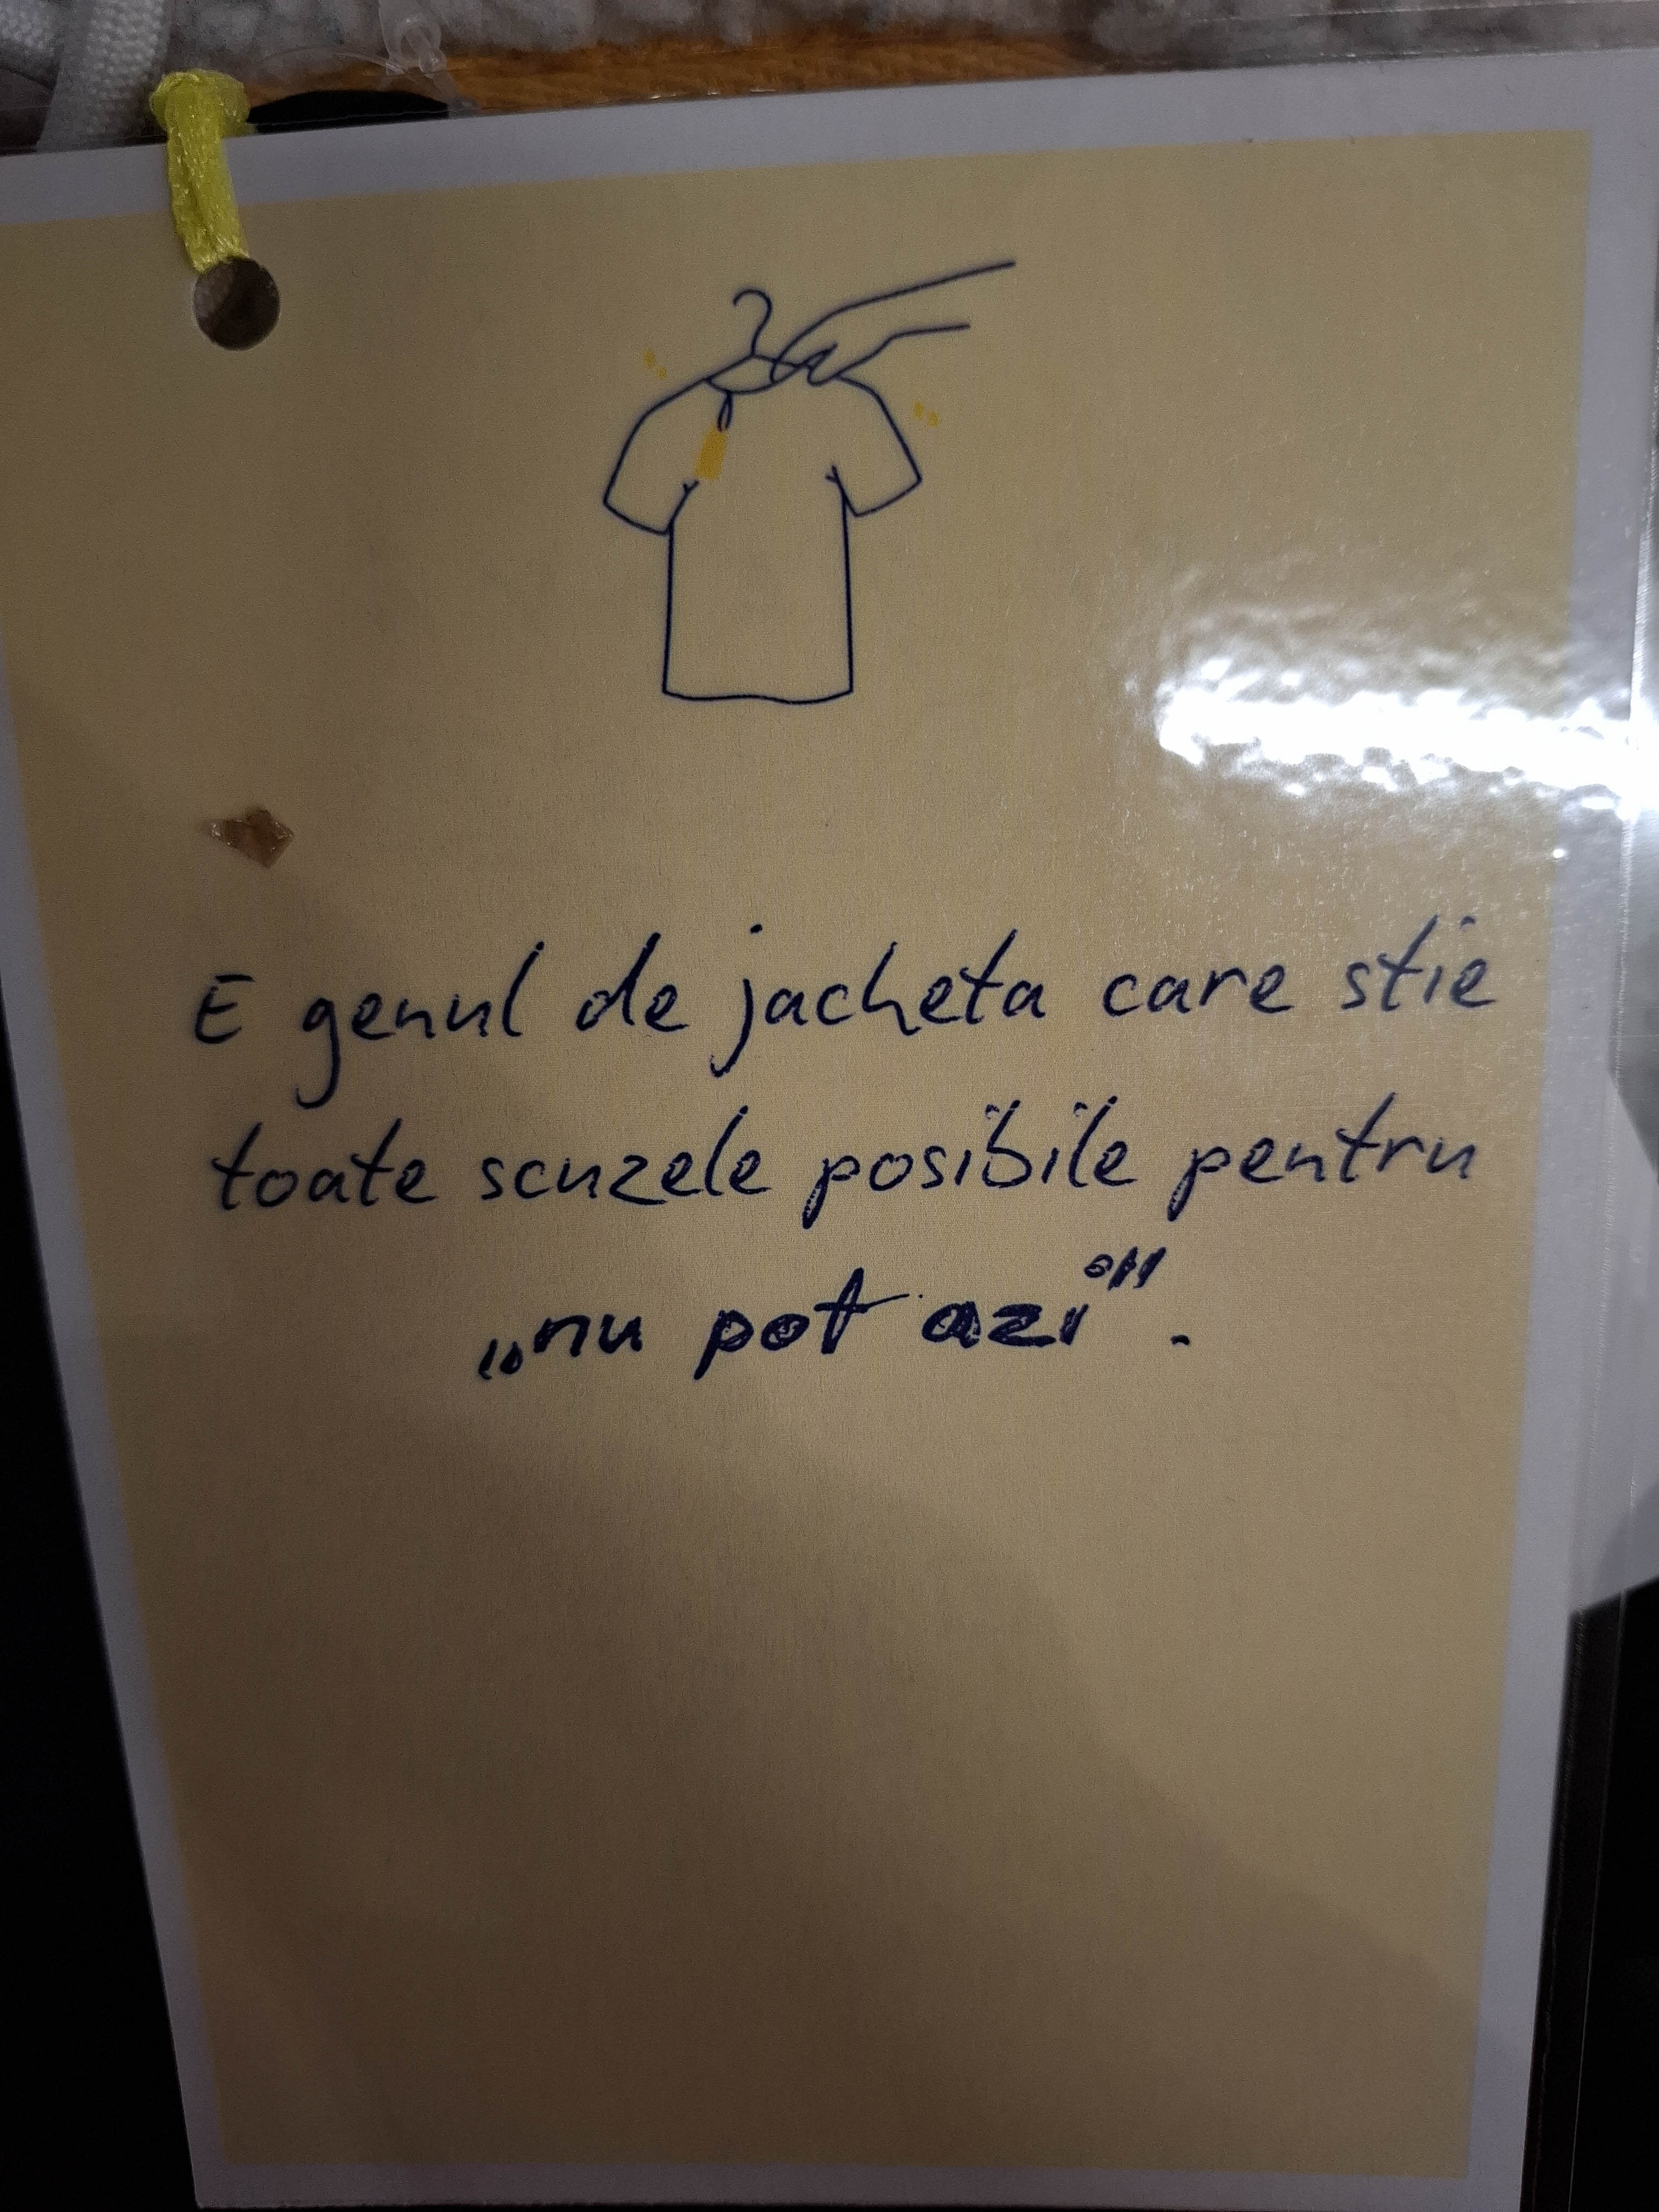 E genul de jacheta care stie
toate scuzele posibile pentru
„nu pot azi”.